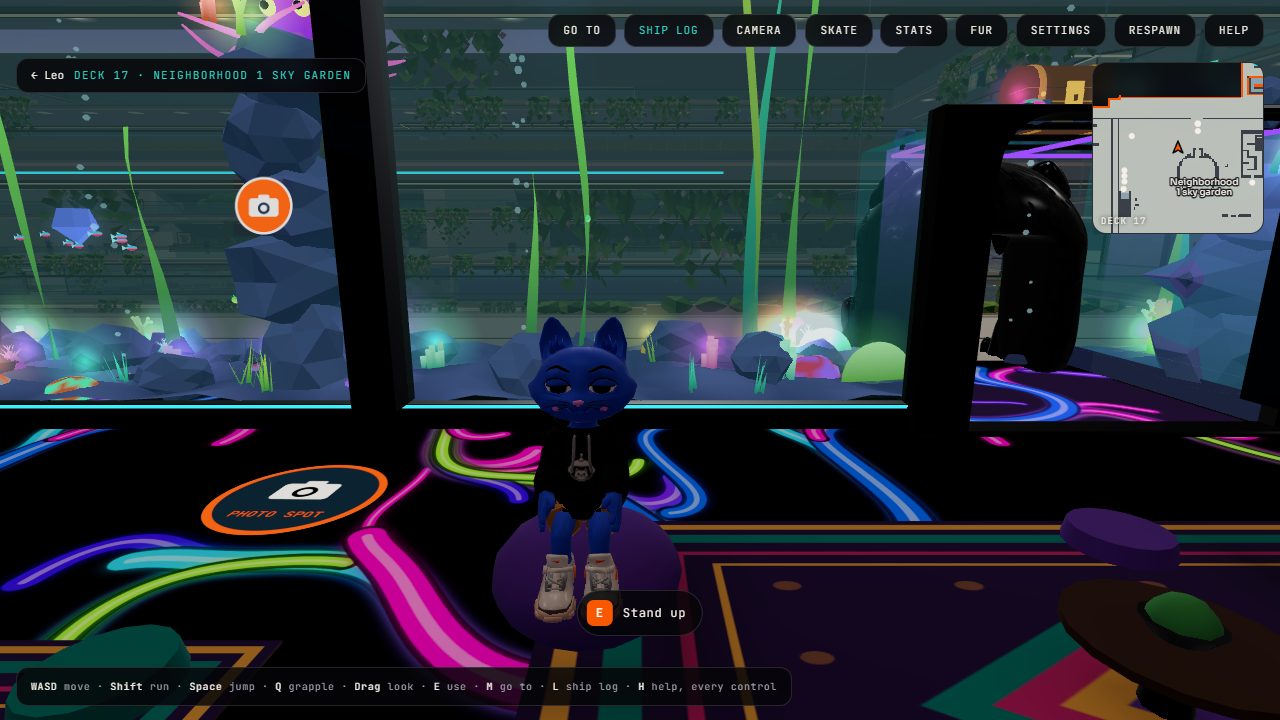 GO TO
SHIP LOG
CAMERA
SKATE
STATS
FUR
SETTINGS
RESPAWN
HELP
← Leo DECK 17 · NEIGHBORHOOD 1 SKY GARDEN
Neighborhood
1 sky garden
DECK 17
PHOTO SPOT
E Stand up
WASD move · Shift run · Space jump · Q grapple · Drag look · E use · M go to · L ship log · H help, every control